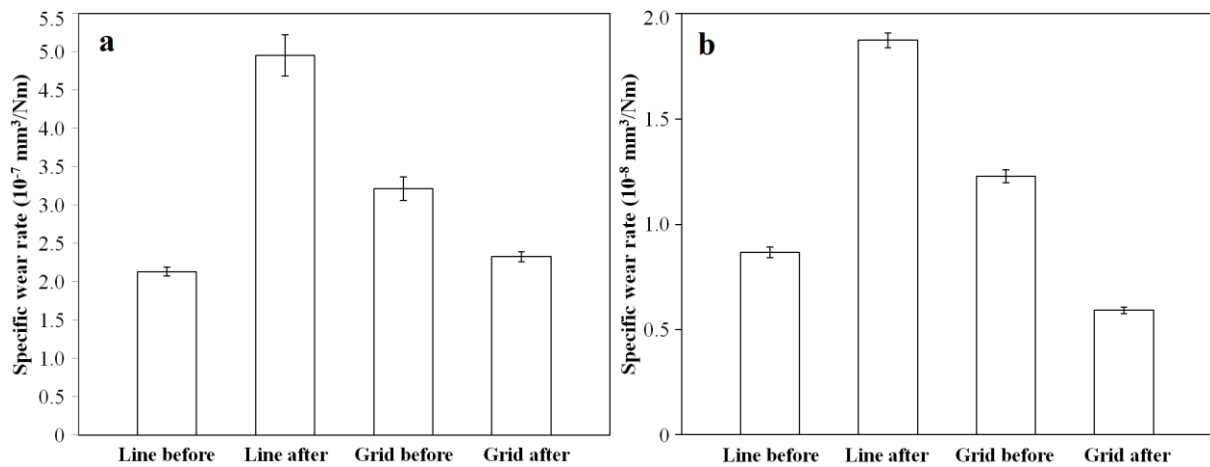 a
Specific wear rate (10⁻⁷ mm³/Nm)
5.5
5.0
4.5
4.0
3.5
3.0
2.5
2.0
1.5
1.0
0.5
0
Line before Line after Grid before Grid after
b
Specific wear rate (10⁻⁸ mm³/Nm)
2.0
1.5
1.0
0.5
0
Line before Line after Grid before Grid after